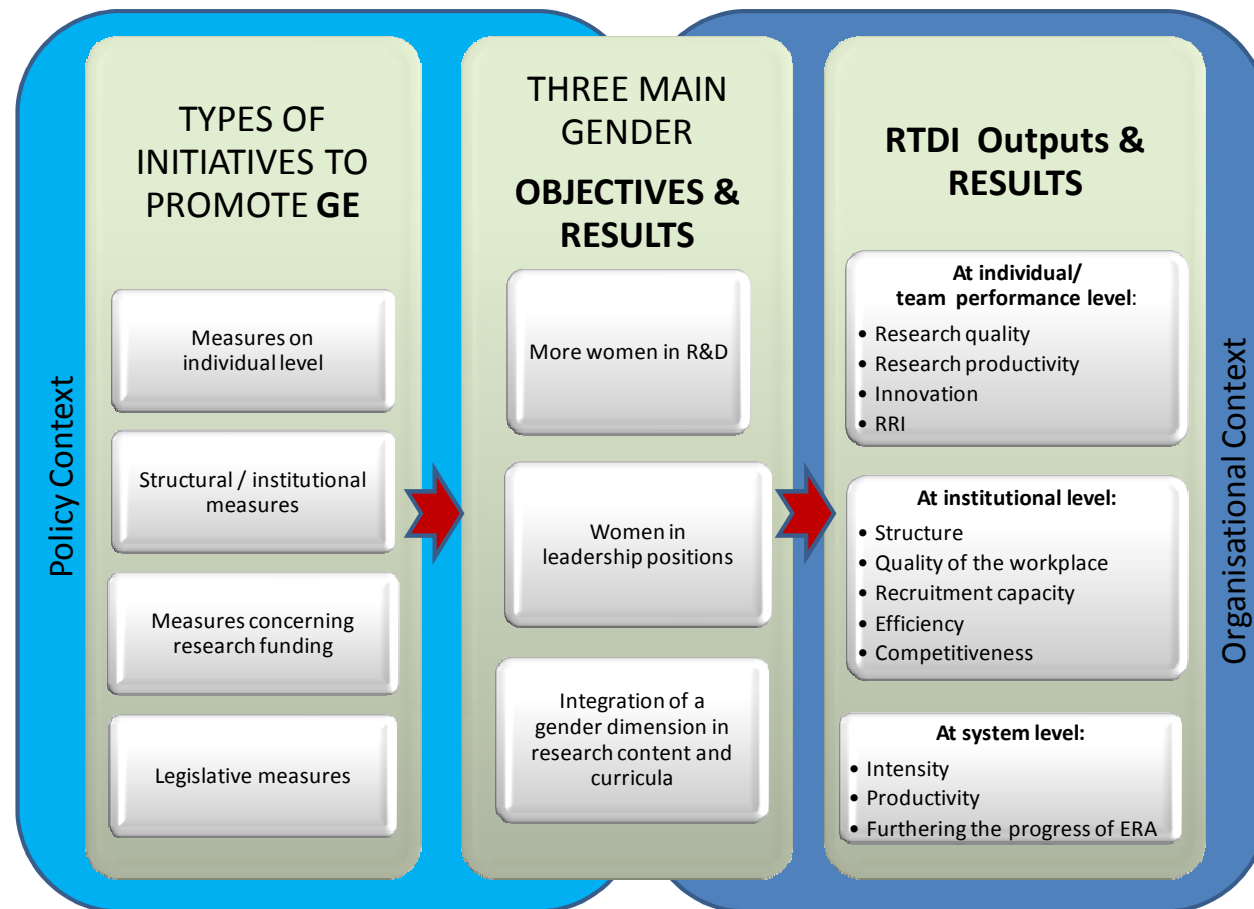 Policy Context
TYPES OF
INITIATIVES TO
PROMOTE GE
Measures on
individual level
Structural / institutional
measures
Measures concerning
research funding
Legislative measures
THREE MAIN
GENDER
OBJECTIVES &
RESULTS
More women in R&D
Women in
leadership positions
Integration of a
gender dimension in
research content and
curricula
RTDI Outputs &
RESULTS
At individual/
team performance level:
• Research quality
• Research productivity
• Innovation
• RRI
At institutional level:
• Structure
• Quality of the workplace
• Recruitment capacity
• Efficiency
• Competitiveness
At system level:
• Intensity
• Productivity
• Furthering the progress of ERA
Organisational Context